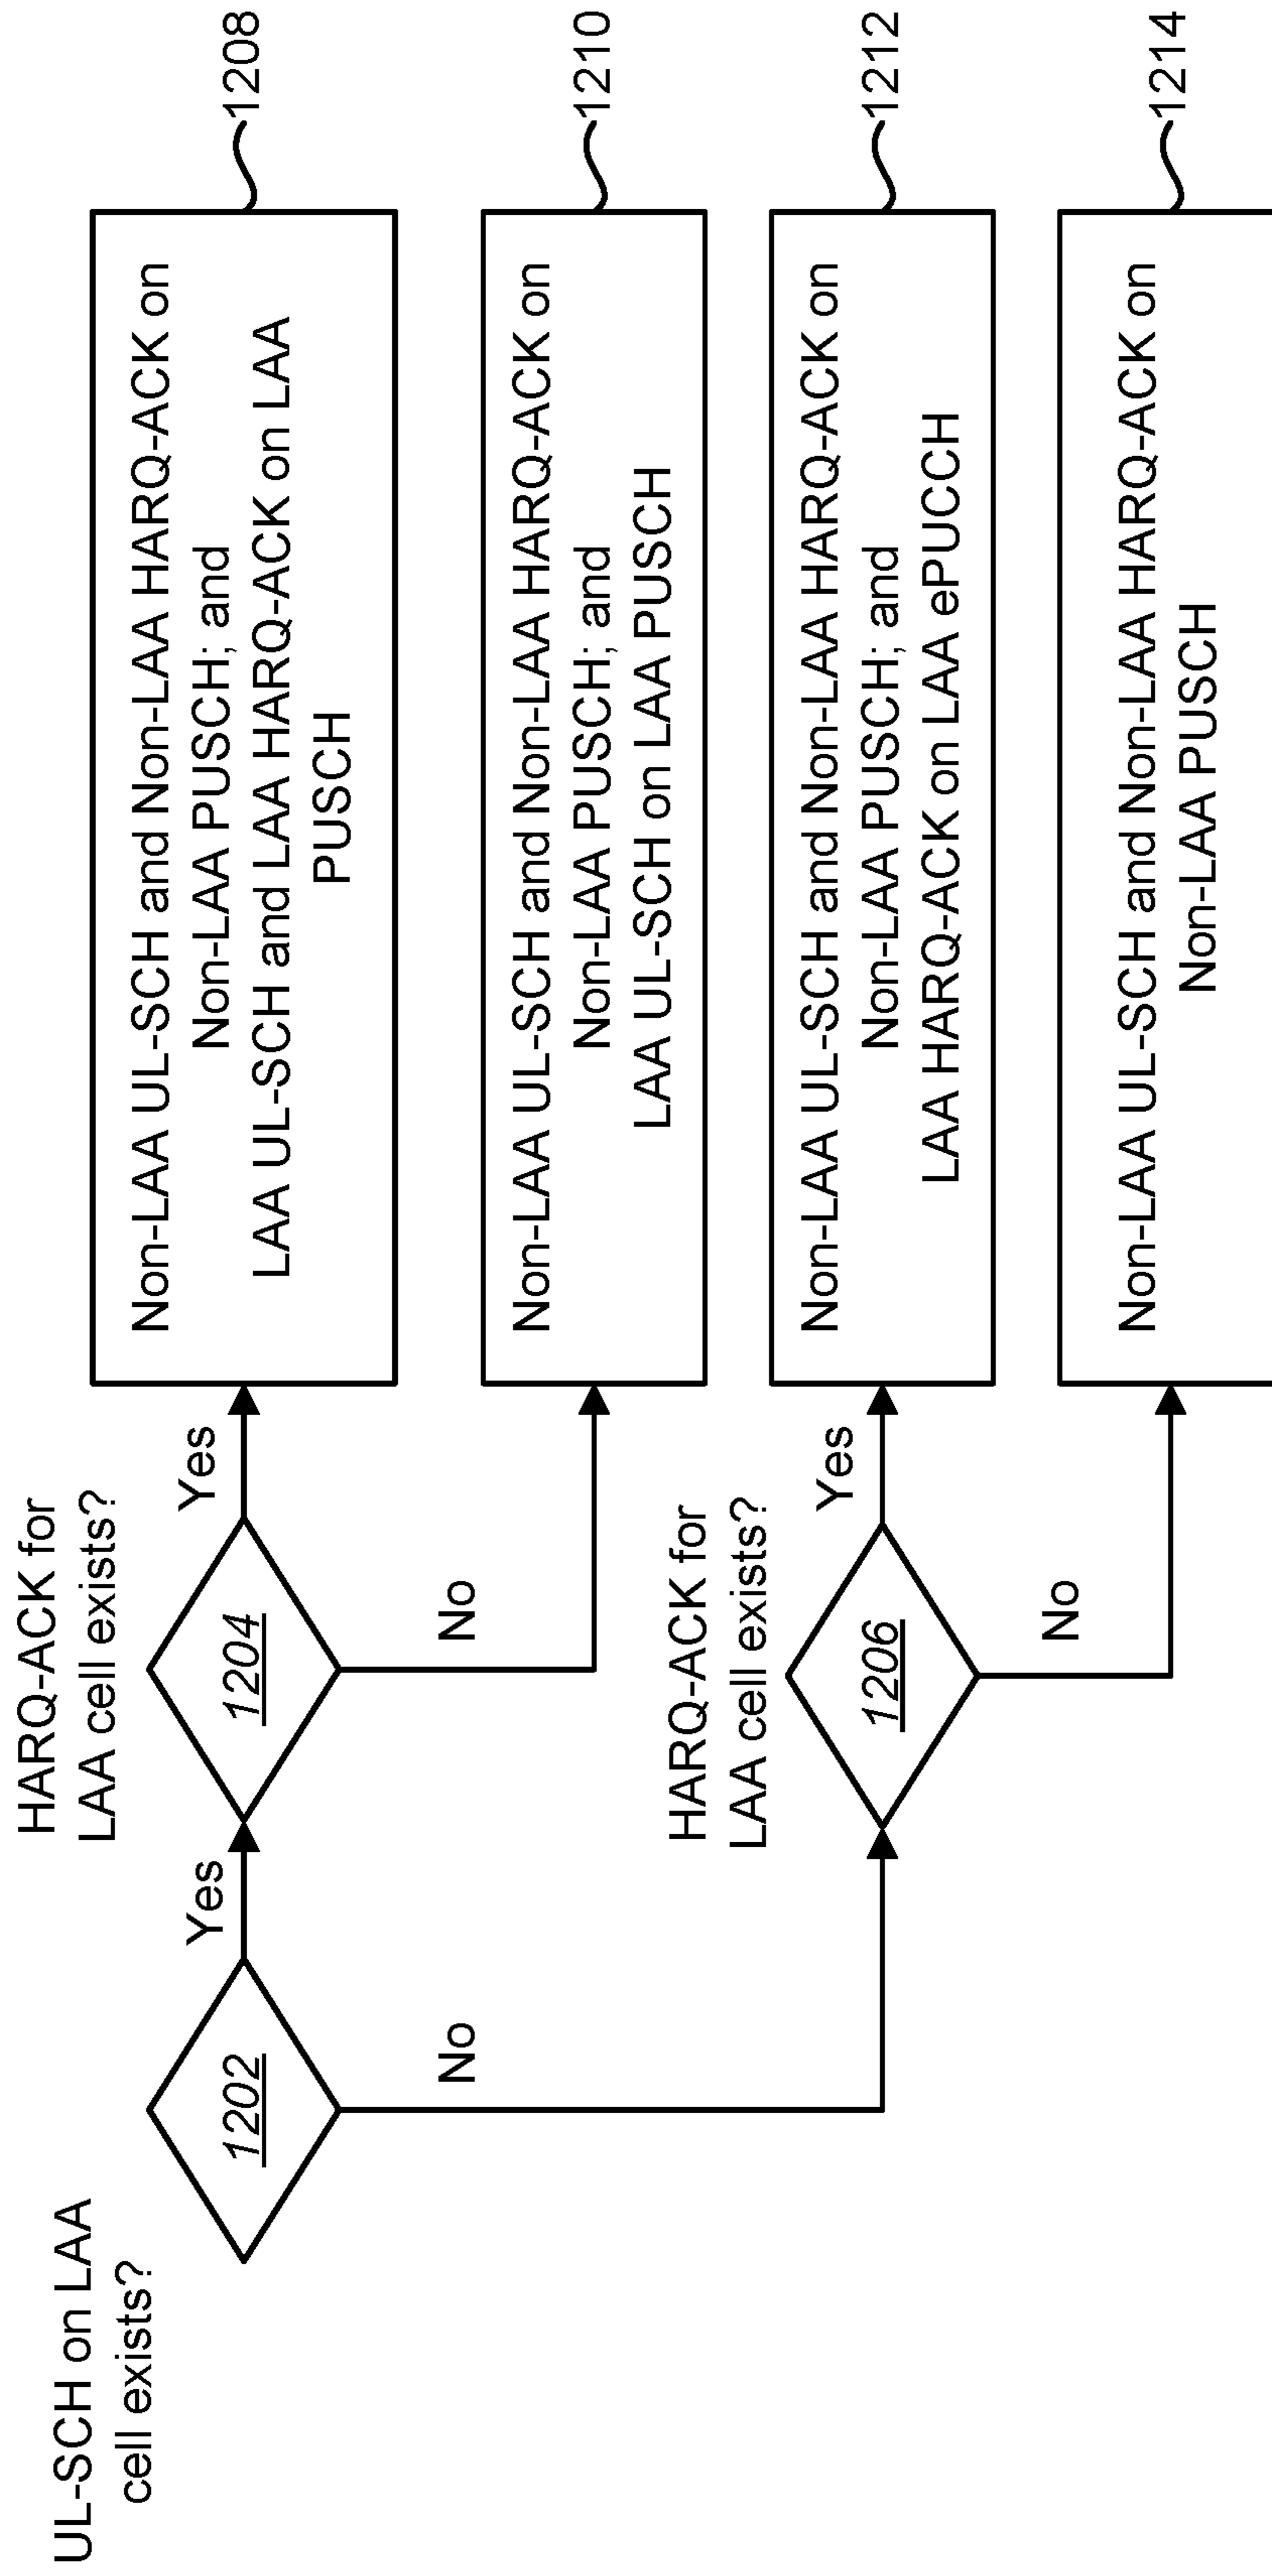 UL-SCH on LAA
cell exists?
1202
Yes
No
HARQ-ACK for
LAA cell exists?
1204
Yes
No
HARQ-ACK for
LAA cell exists?
1206
Yes
No
Non-LAA UL-SCH and Non-LAA HARQ-ACK on
Non-LAA PUSCH; and
LAA UL-SCH and LAA HARQ-ACK on LAA
PUSCH
1208
Non-LAA UL-SCH and Non-LAA HARQ-ACK on
Non-LAA PUSCH; and
LAA UL-SCH on LAA PUSCH
1210
Non-LAA UL-SCH and Non-LAA HARQ-ACK on
Non-LAA PUSCH; and
LAA HARQ-ACK on LAA ePUCCH
1212
Non-LAA UL-SCH and Non-LAA HARQ-ACK on
Non-LAA PUSCH
1214